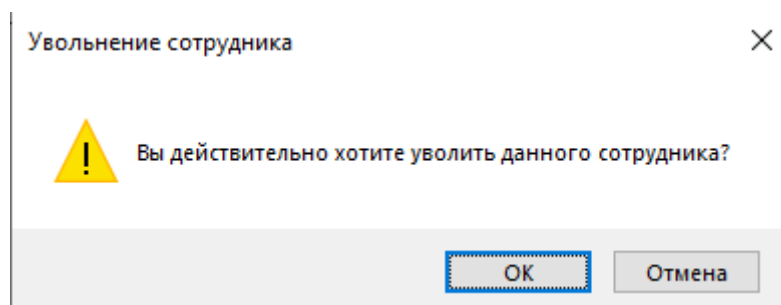 Увольнение сотрудника
Вы действительно хотите уволить данного сотрудника?
ОК
Отмена